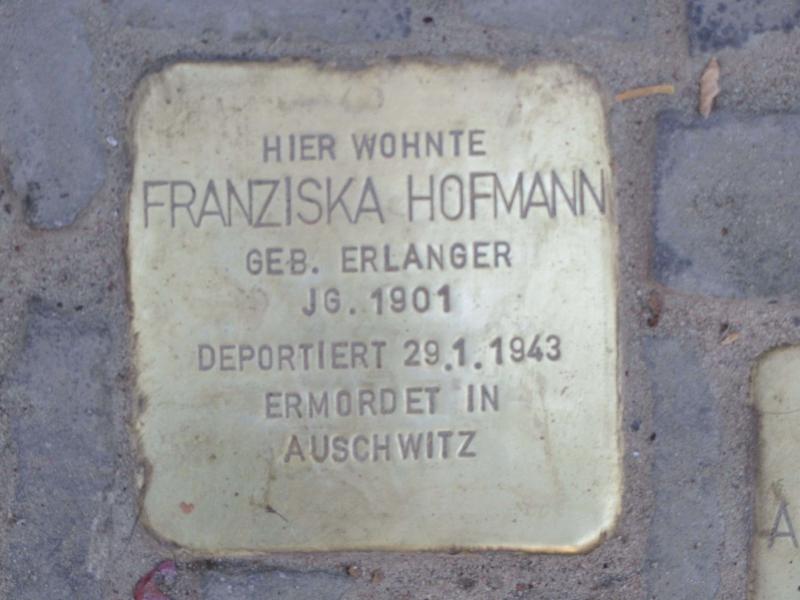 HIER WOHNTE
FRANZISKA HOFMANN
GEB. ERLANGER
JG. 1901
DEPORTIERT 29.1.1943
ERMORDET IN
AUSCHWITZ
A